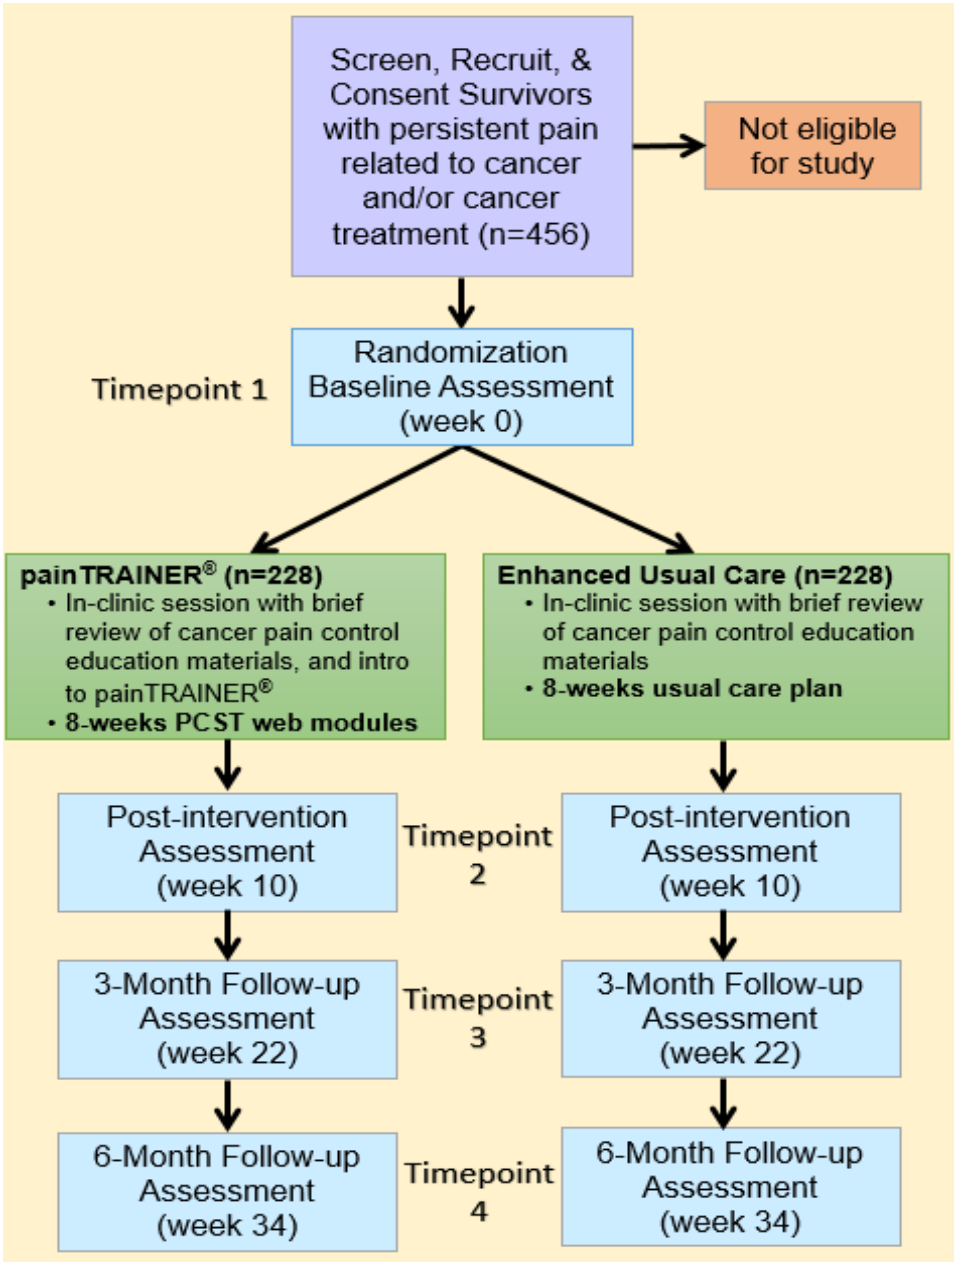 Screen, Recruit, &
Consent Survivors
with persistent pain
related to cancer
and/or cancer
treatment (n=456)
Not eligible
for study
Timepoint 1
Randomization
Baseline Assessment
(week 0)
painTRAINER® (n=228)
• In-clinic session with brief
review of cancer pain control
education materials, and intro
to painTRAINER®
• 8-weeks PCST web modules
Enhanced Usual Care (n=228)
• In-clinic session with brief review
of cancer pain control education
materials
• 8-weeks usual care plan
Post-intervention
Assessment
(week 10)
Timepoint
2
Post-intervention
Assessment
(week 10)
3-Month Follow-up
Assessment
(week 22)
Timepoint
3
3-Month Follow-up
Assessment
(week 22)
6-Month Follow-up
Assessment
(week 34)
Timepoint
4
6-Month Follow-up
Assessment
(week 34)